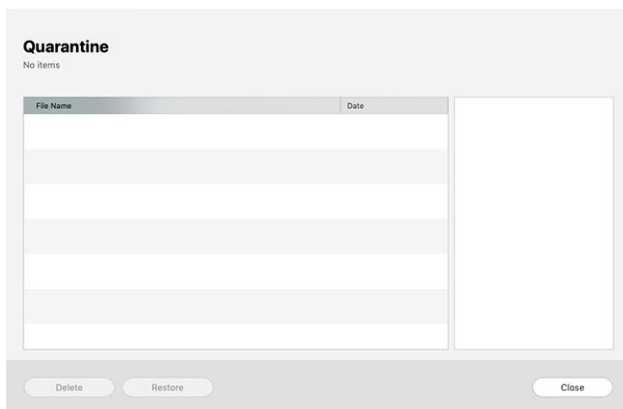 Quarantine
No items
File Name Date
Delete Restore Close